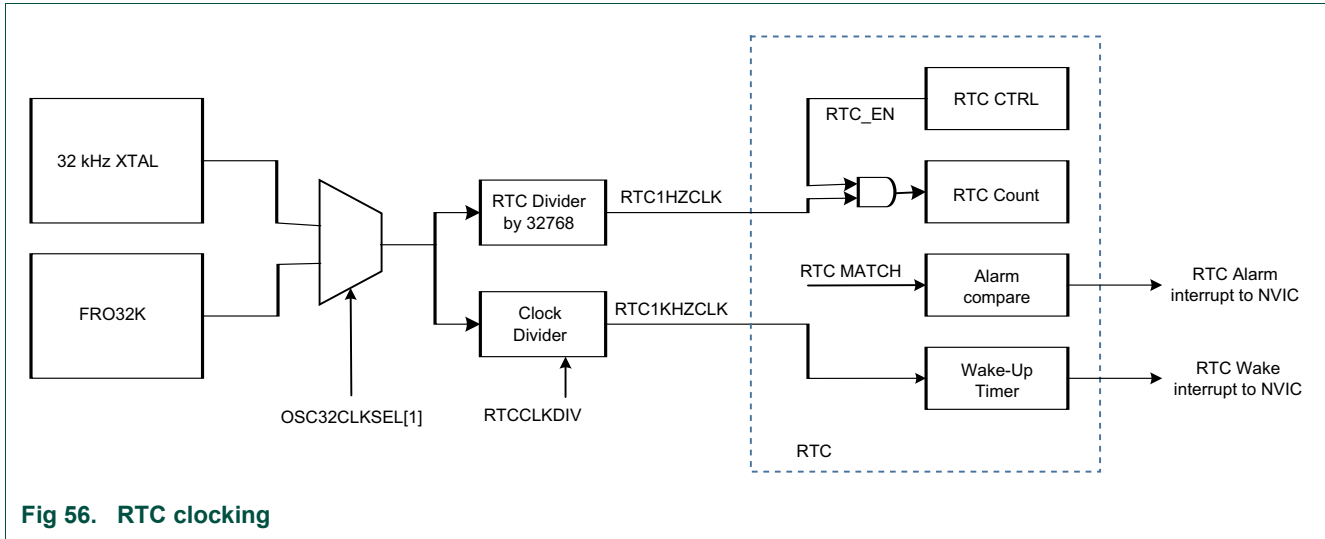 32 kHz XTAL
FRO32K
OSC32CLKSEL[1]
RTC Divider
by 32768
Clock
Divider
RTCCLKDIV
RTC1HZCLK
RTC1KHZCLK
RTC_EN
RTC CTRL
RTC Count
RTC MATCH
Alarm
compare
Wake-Up
Timer
RTC
RTC Alarm
interrupt to NVIC
RTC Wake
interrupt to NVIC
Fig 56. RTC clocking